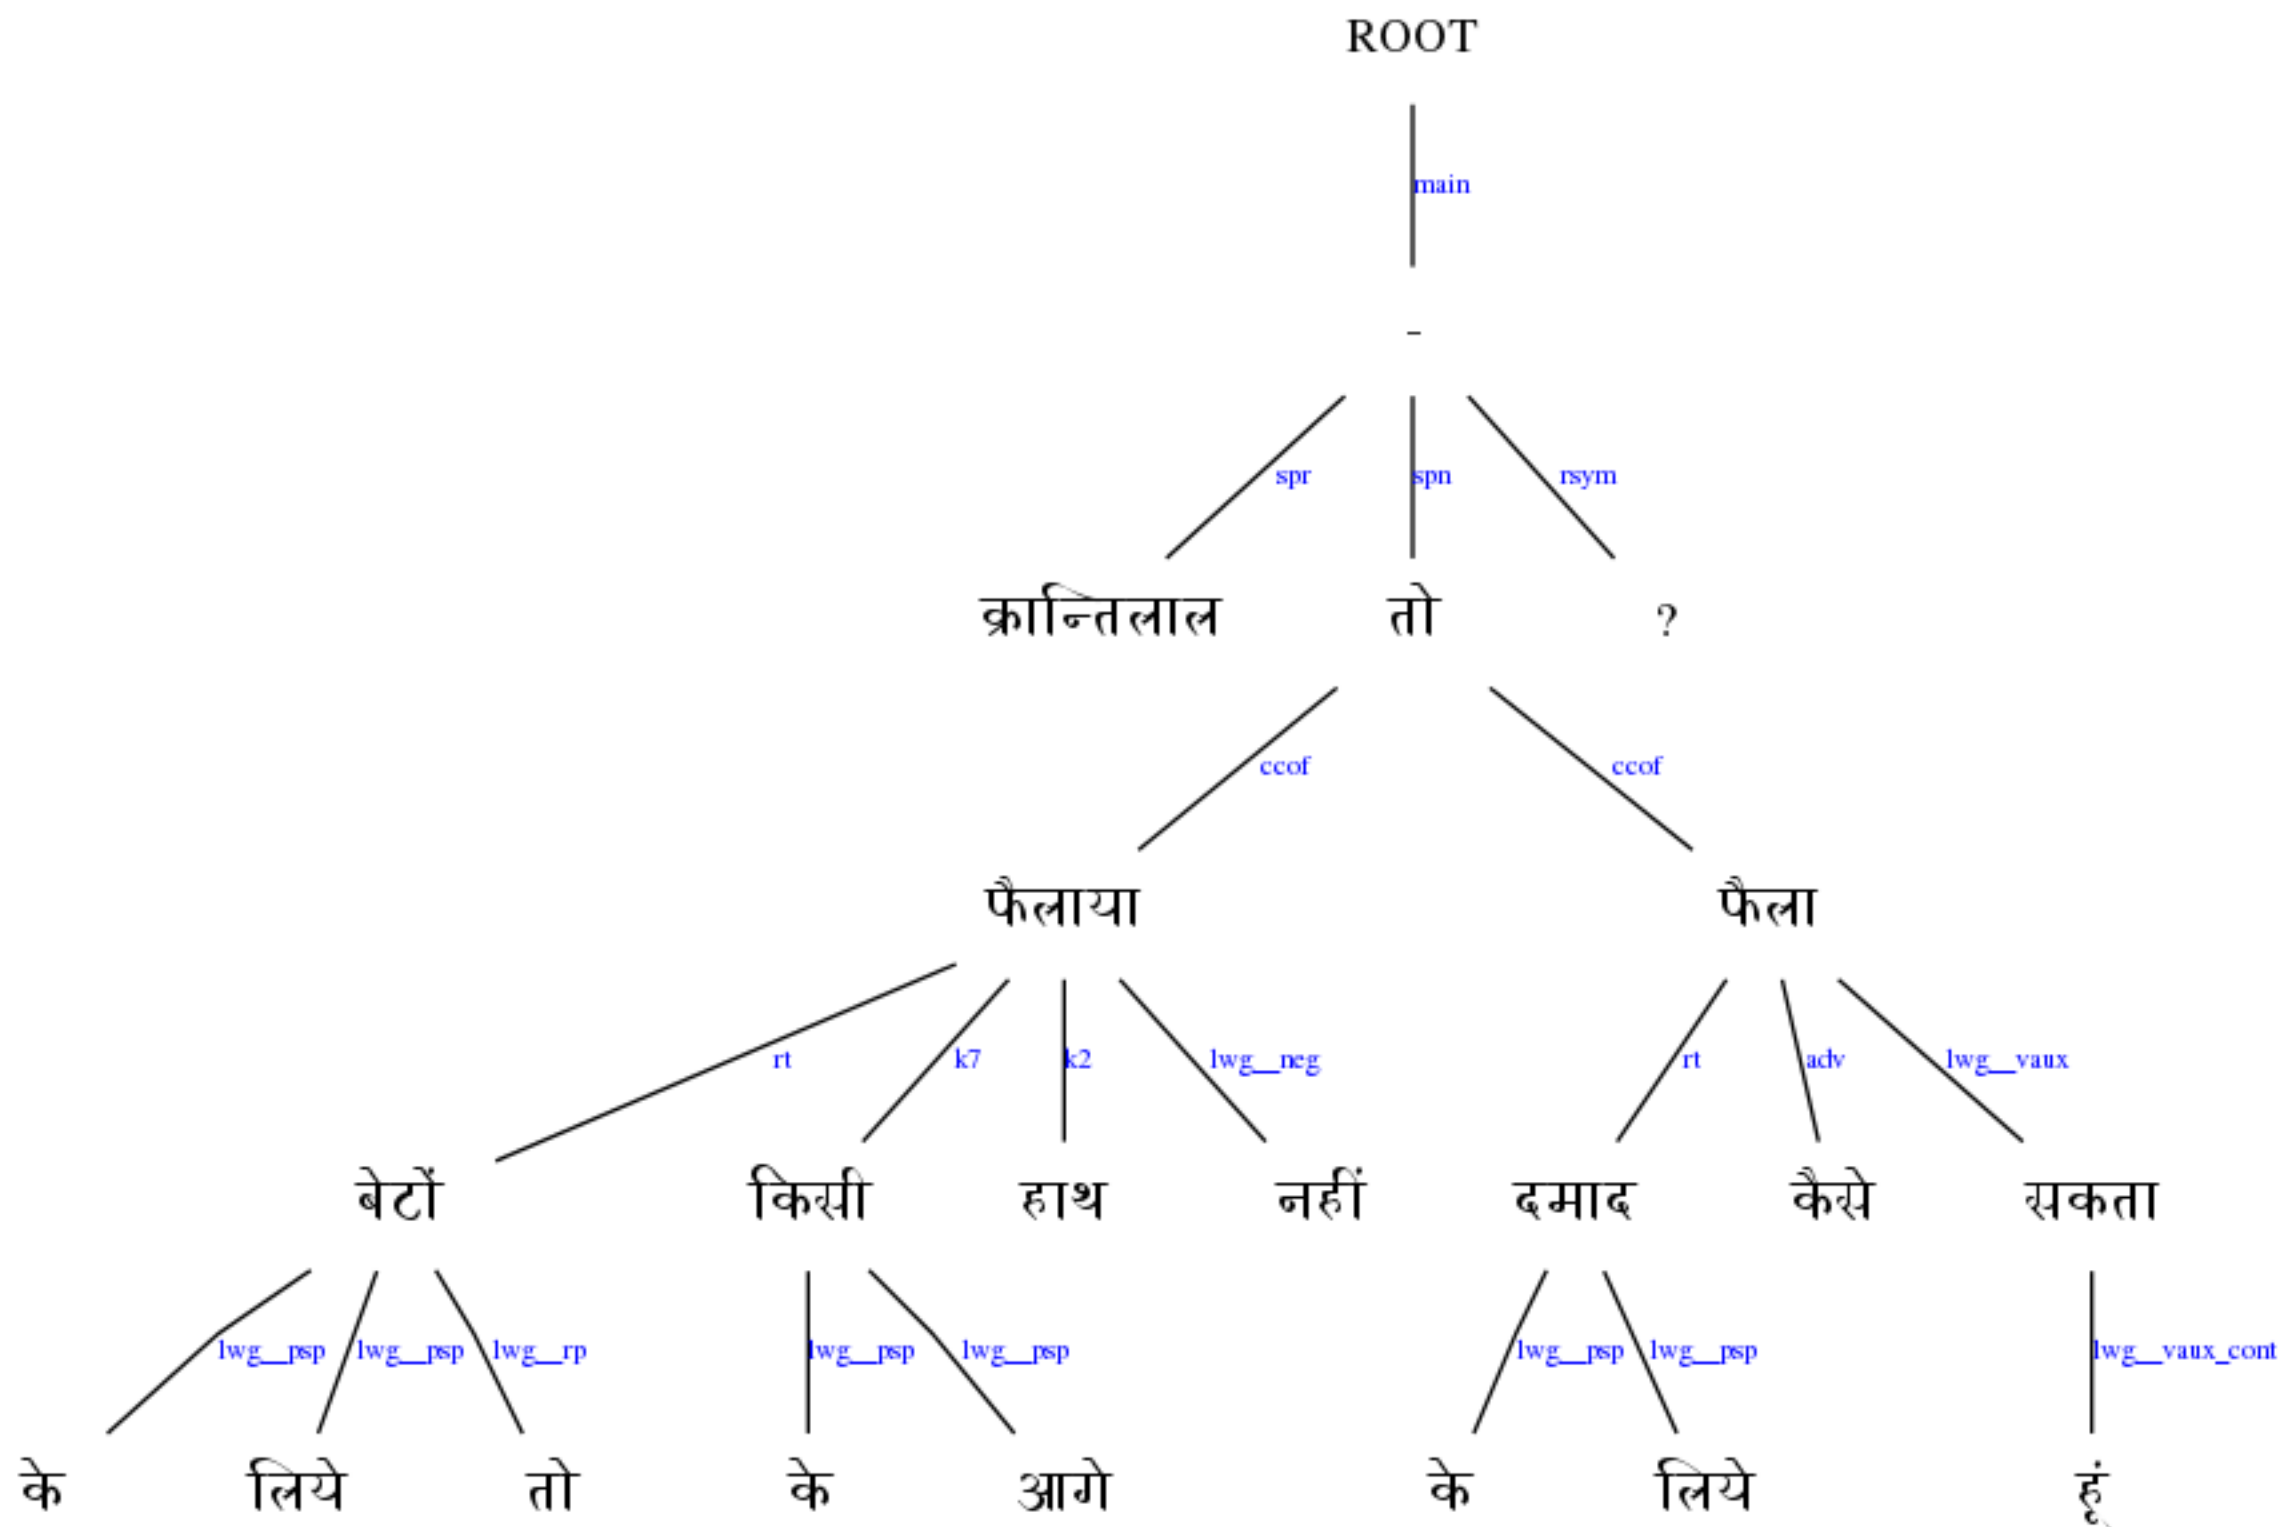 ROOT
main
-
spr spn rsym
क्रान्तिलाल तो ?
ccof ccof
फैलाया फैला
rt k7 k2 lwg__neg rt adv lwg__vaux
बेटों किसी हाथ नहीं दमाद कैसे सकता
lwg__psp lwg__psp lwg__rp lwg__psp lwg__psp lwg__psp lwg__psp lwg__vaux_cont
के लिये तो के आगे के लिये हूं